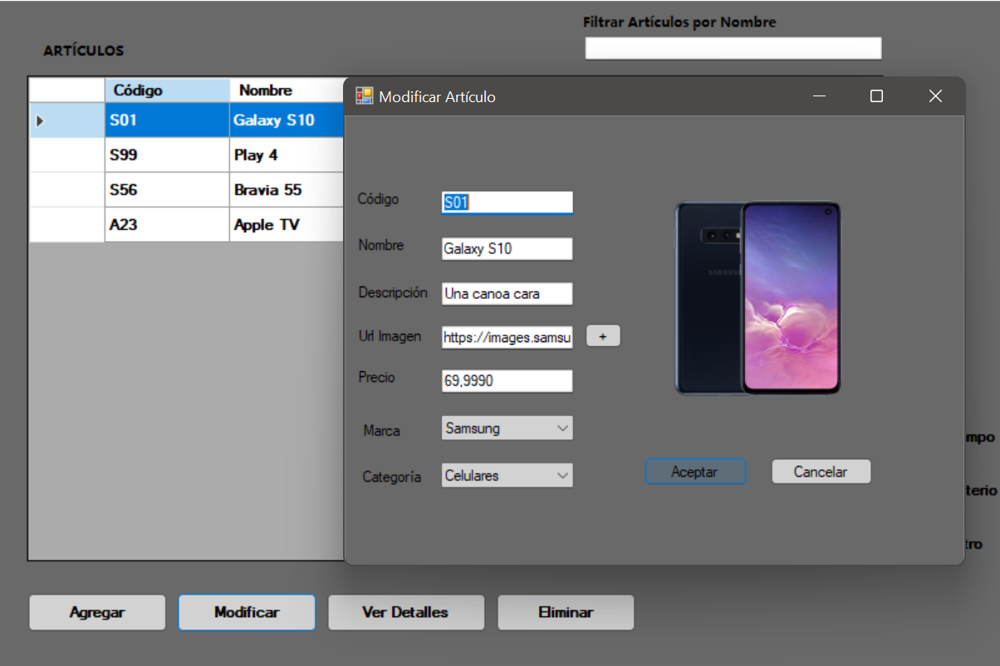 Filtrar Artículos por Nombre
ARTÍCULOS
Código Nombre
S01 Galaxy S10
S99 Play 4
S56 Bravia 55
A23 Apple TV
Modificar Artículo
Código S01
Nombre Galaxy S10
Descripción Una canoa cara
Url Imagen https://images.samsu +
Precio 69,9990
Marca Samsung
Categoría Celulares
SAMSUNG
Aceptar Cancelar
mpo
terio
tro
Agregar Modificar Ver Detalles Eliminar